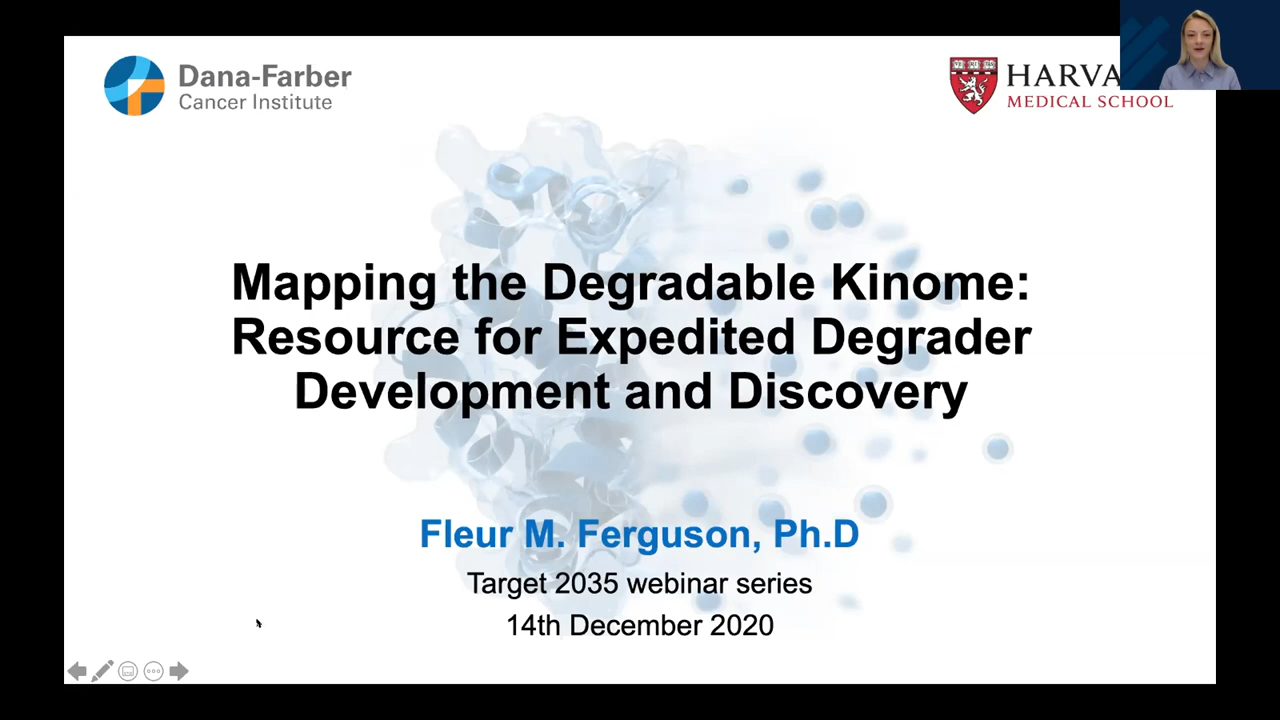 Dana-Farber
Cancer Institute
HARVA
MEDICAL SCHOOL
Mapping the Degradable Kinome:
Resource for Expedited Degrader
Development and Discovery
Fleur M. Ferguson, Ph.D
Target 2035 webinar series
14th December 2020